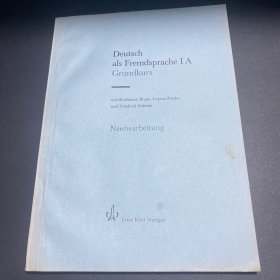 Deutsch
als Fremdsprache I A
Grundkurs
von Korbinian Braun, Lorenz Nieder
und Friedrich Schmöe
Neubearbeitung
Ernst Klett Stuttgart